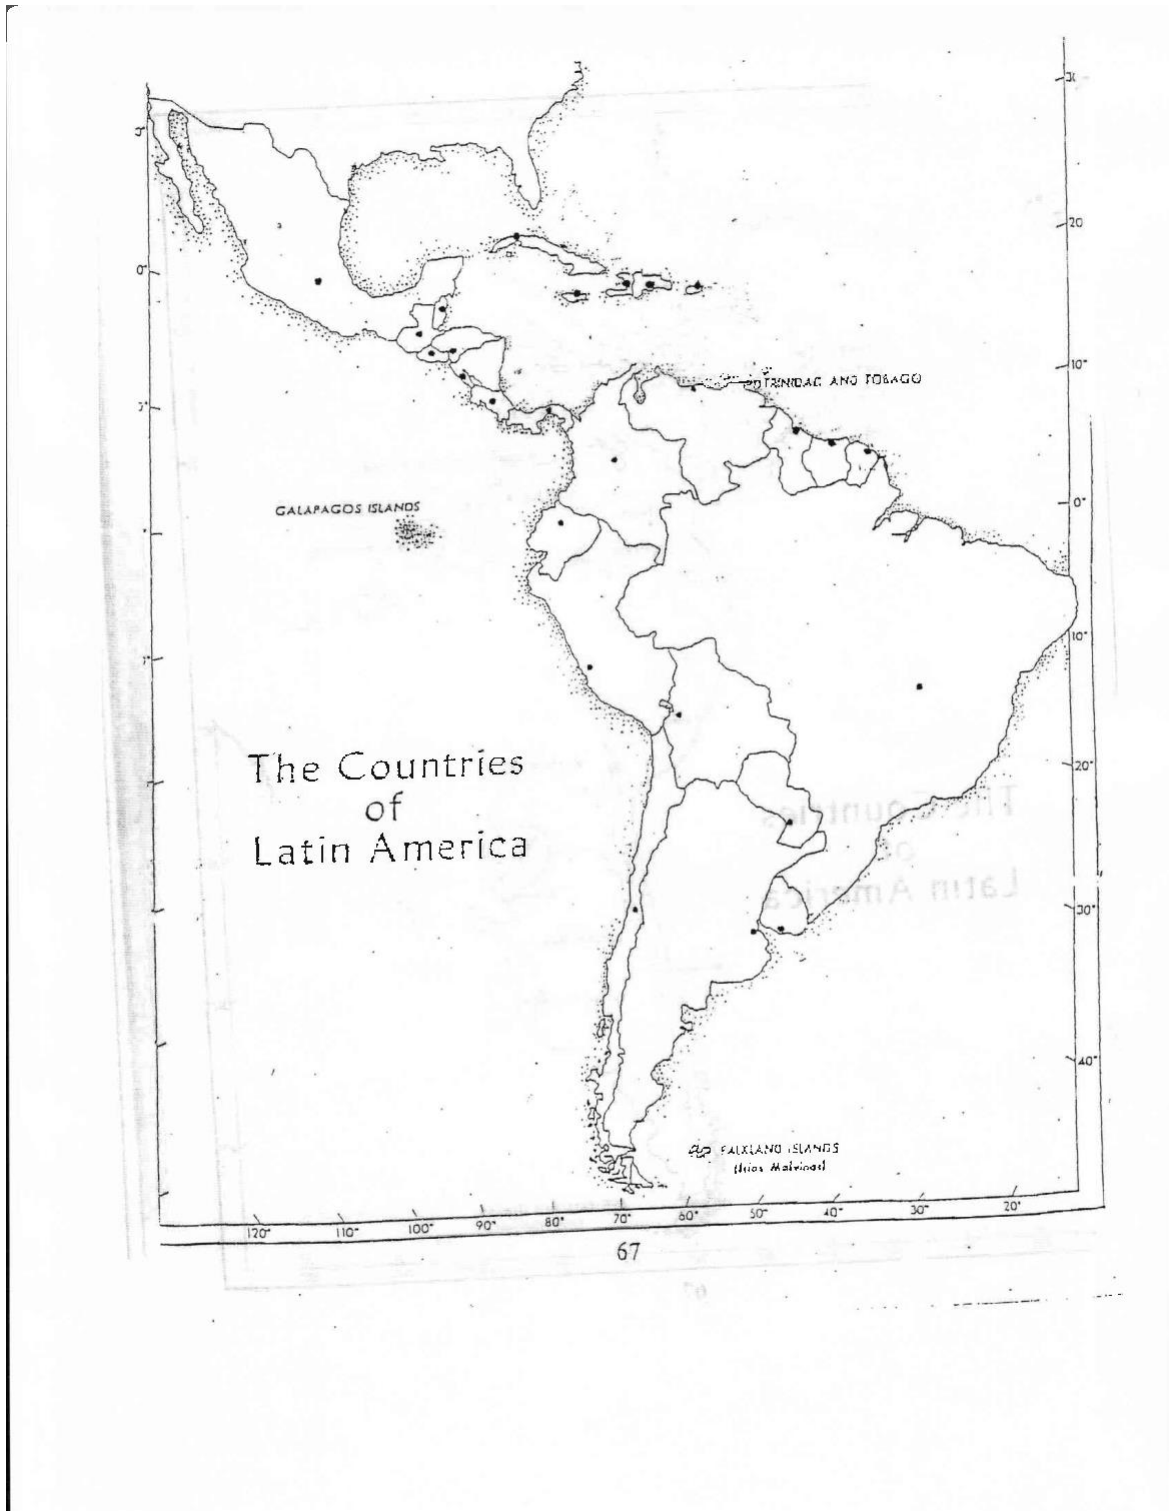 20
10°
TRINIDAD AND TOBAGO
GALAPAGOS ISLANDS
0°
10°
The Countries
of
Latin America
20°
30°
40°
FALKLAND ISLANDS
(Islas Malvinas)
120° 110° 100° 90° 80° 70° 60° 50° 40° 30° 20°
67